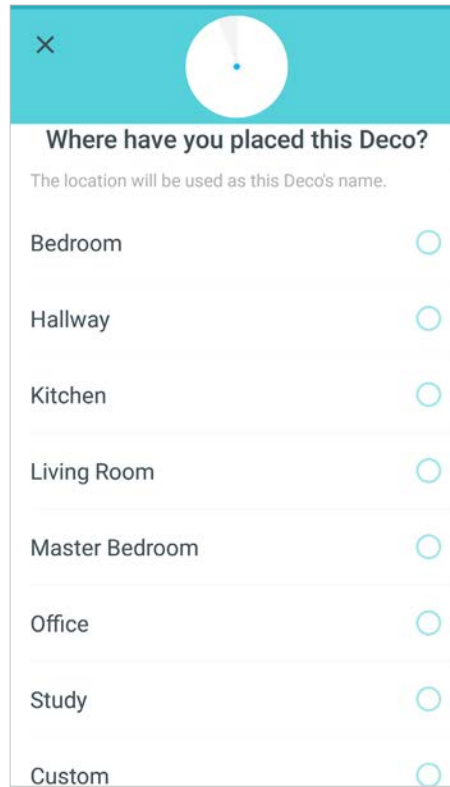 Where have you placed this Deco?
The location will be used as this Deco's name.
Bedroom
Hallway
Kitchen
Living Room
Master Bedroom
Office
Study
Custom